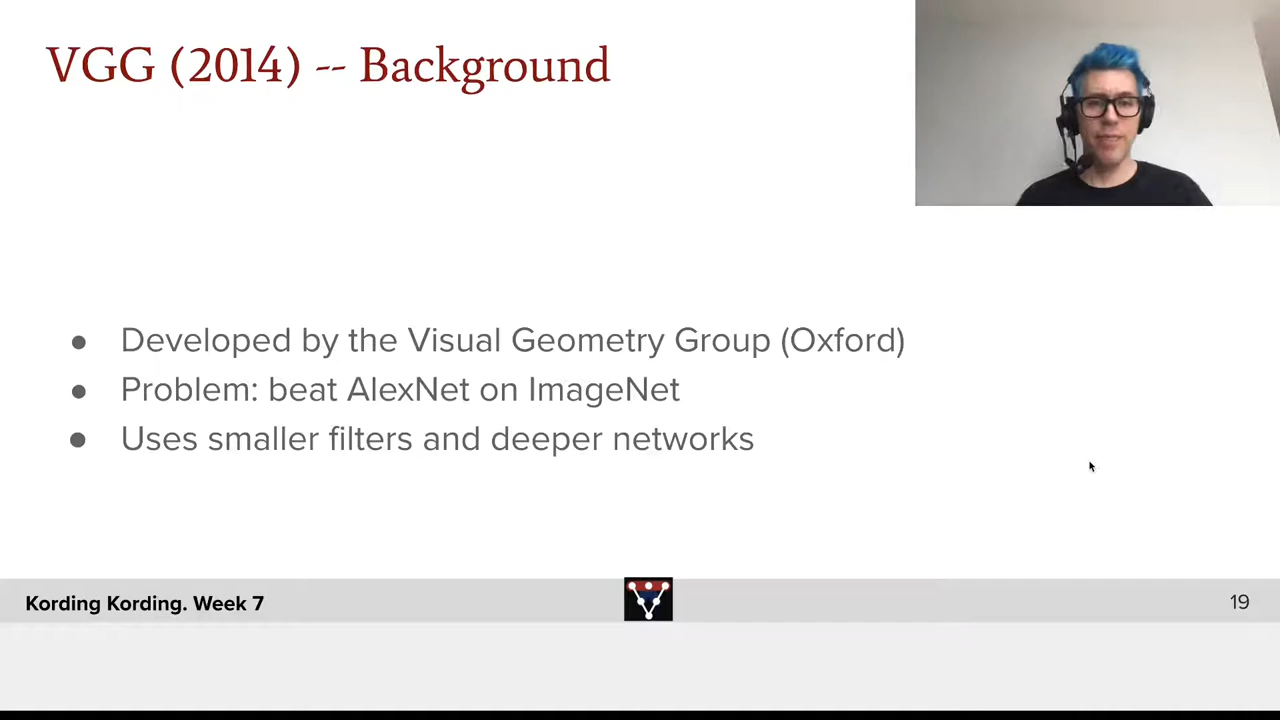 VGG (2014) -- Background
● Developed by the Visual Geometry Group (Oxford)
● Problem: beat AlexNet on ImageNet
● Uses smaller filters and deeper networks
Kording Kording. Week 7
19